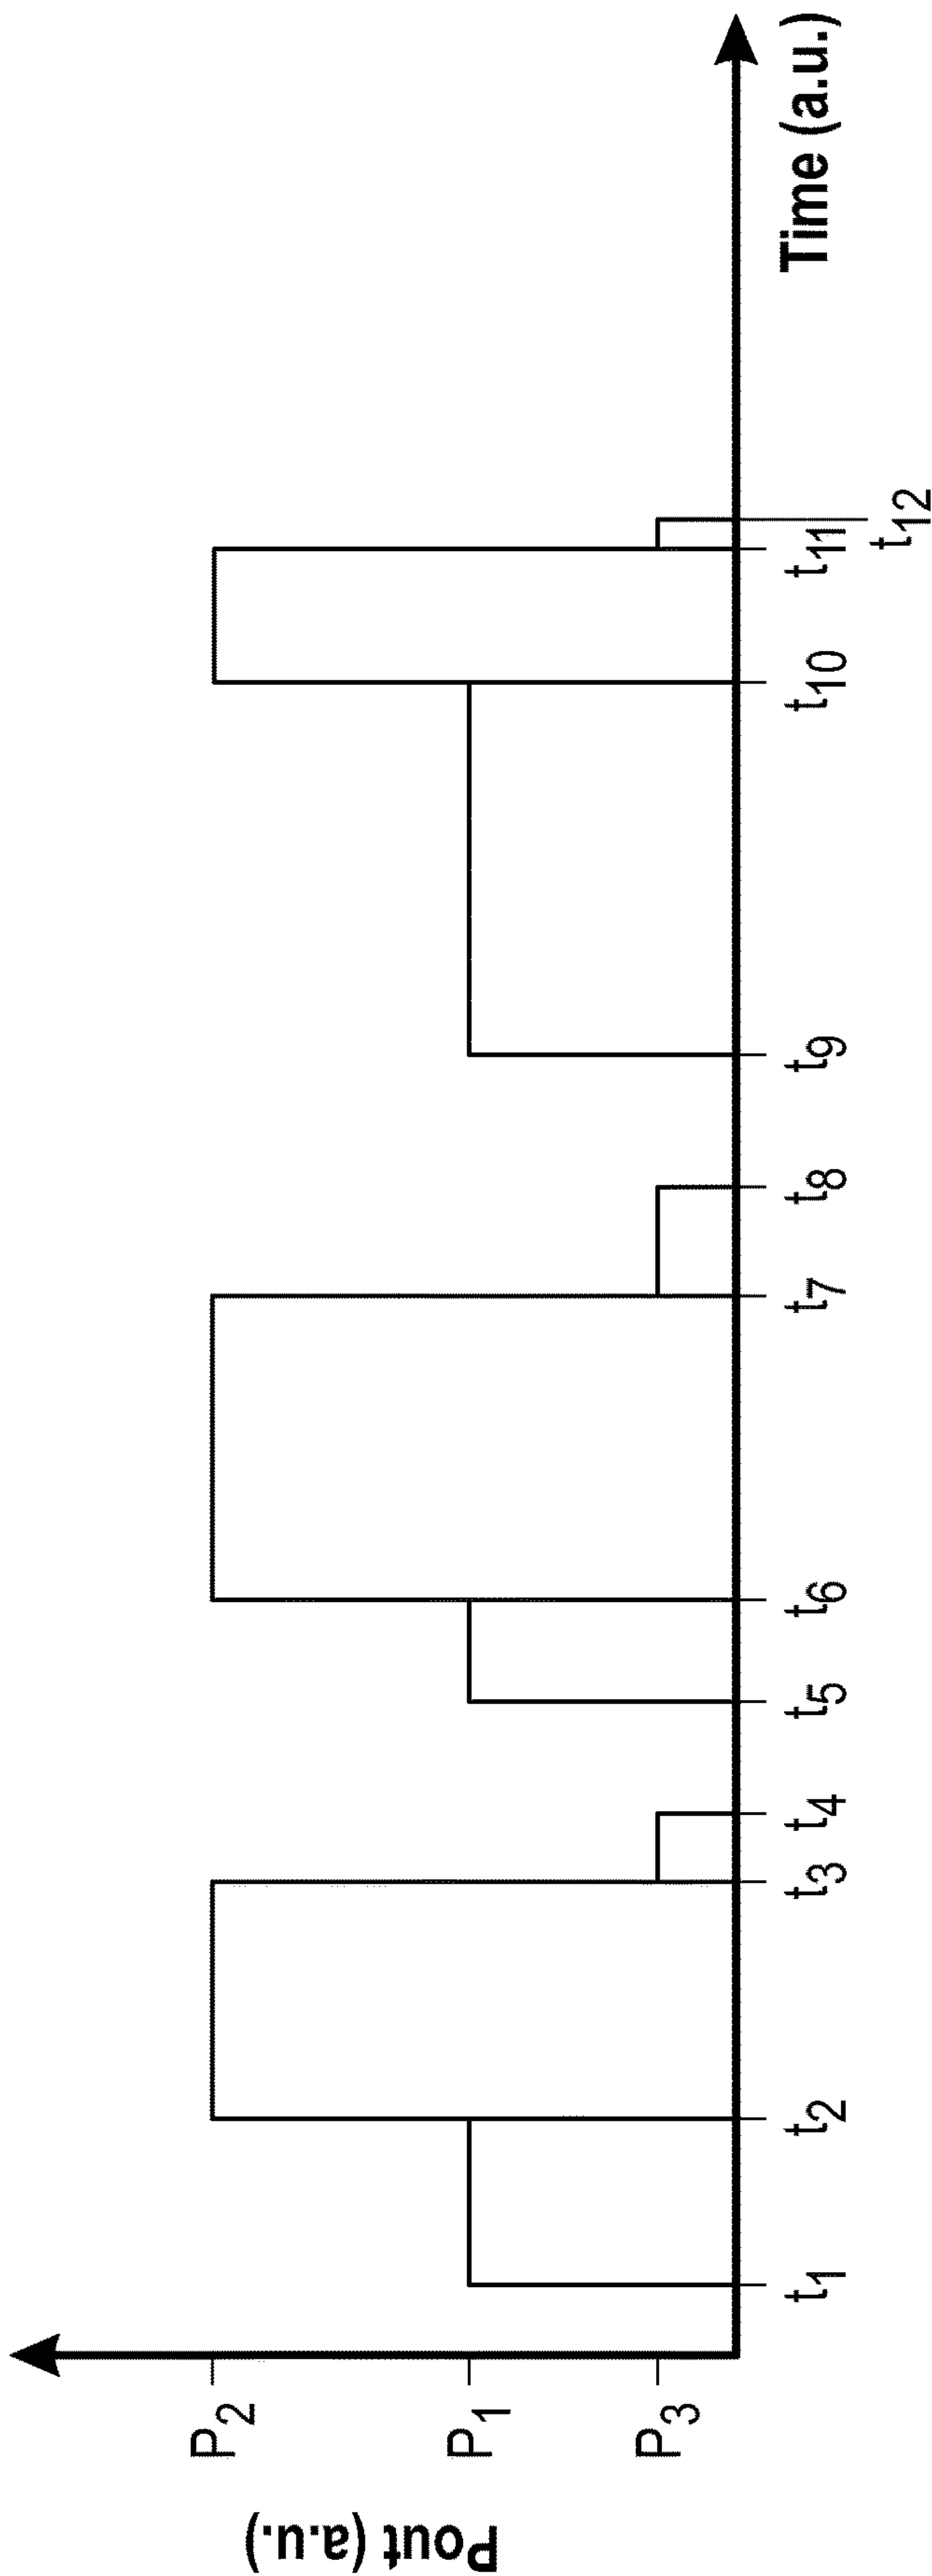 Pout (a.u.)
P2
P1
P3
t1
t2
t3
t4
t5
t6
t7
t8
t9
t10
t11
t12
Time (a.u.)